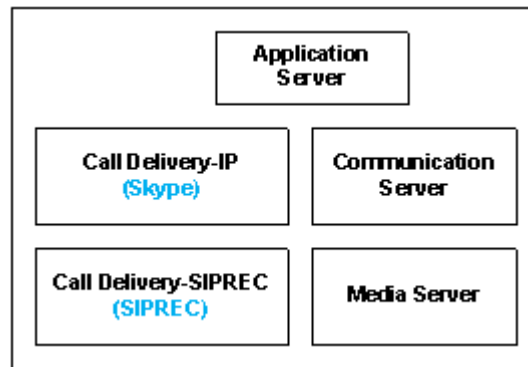 Application
Server
Call Delivery-IP
(Skype)
Communication
Server
Call Delivery-SIPREC
(SIPREC)
Media Server